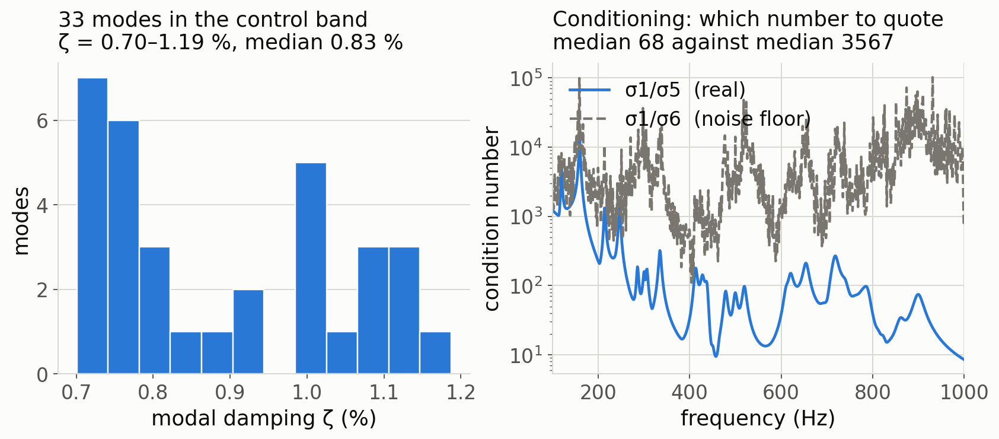 33 modes in the control band
ζ = 0.70–1.19 %, median 0.83 %
modes
6
4
2
0
0.7 0.8 0.9 1.0 1.1 1.2
modal damping ζ (%)
Conditioning: which number to quote
median 68 against median 3567
condition number
10⁵
10⁴
10³
10²
10¹
σ1/σ5 (real)
σ1/σ6 (noise floor)
200 400 600 800 1000
frequency (Hz)